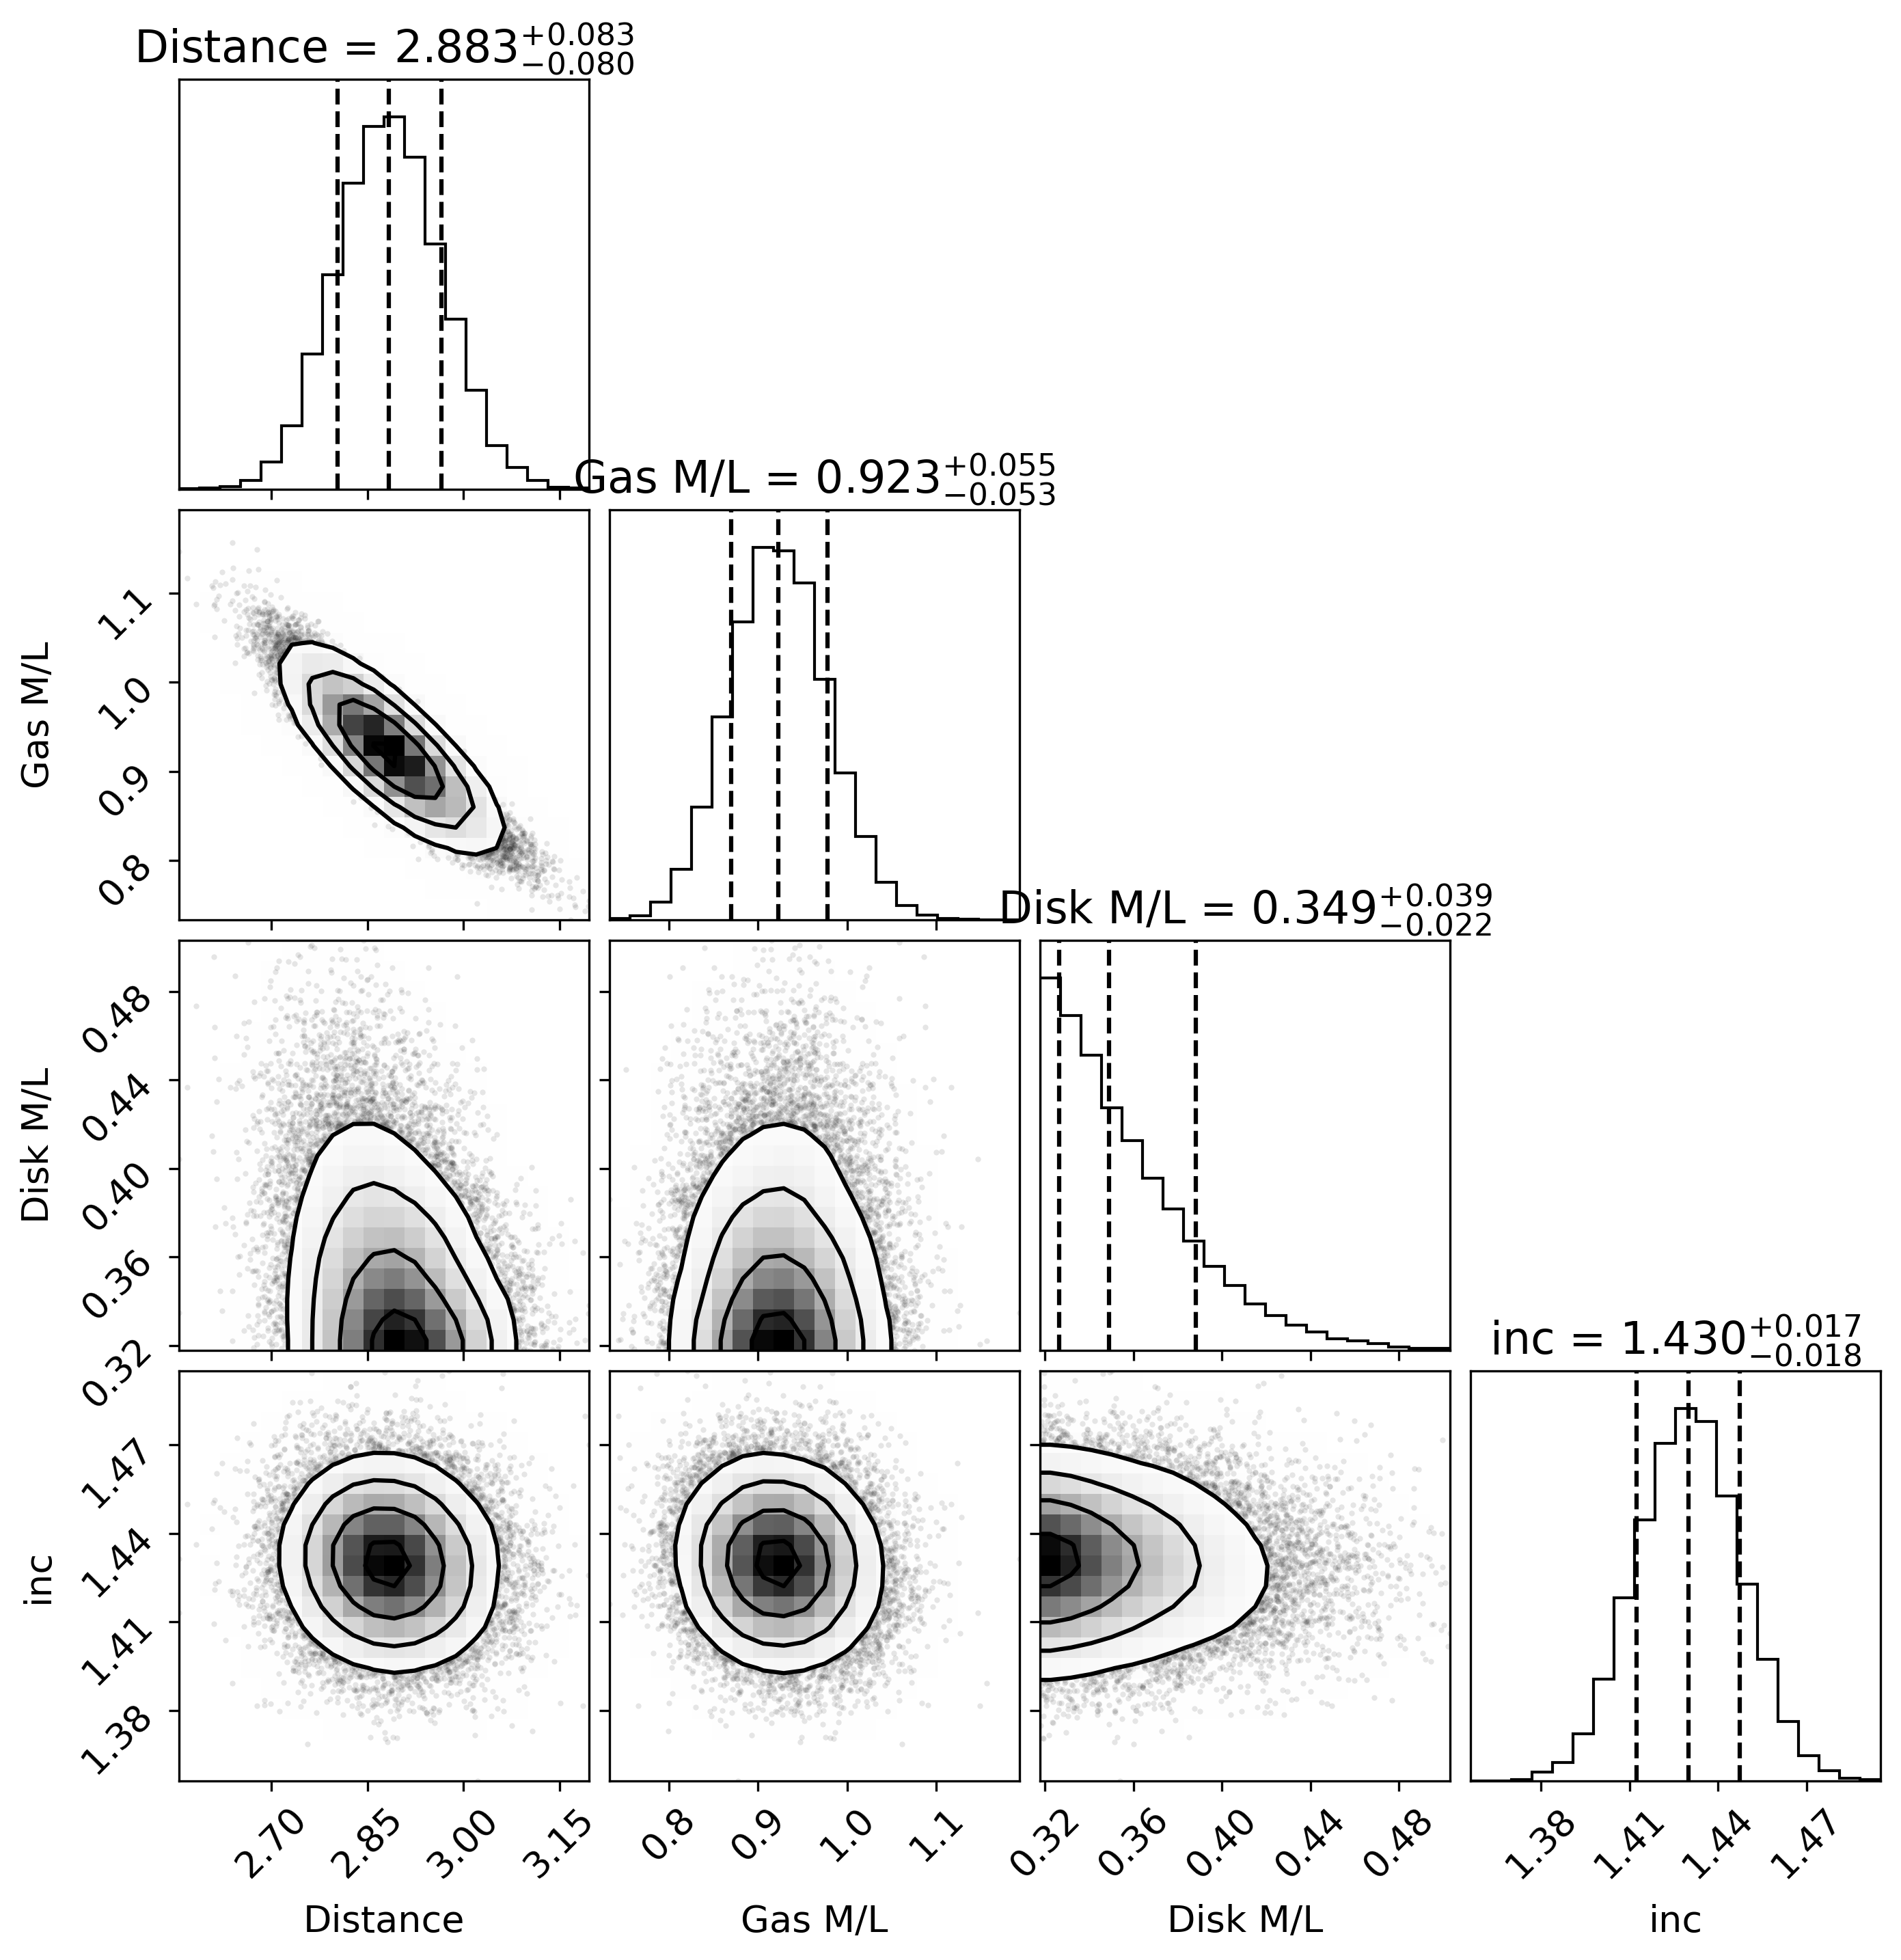 Distance = 2.883+0.083 −0.080
Gas M/L = 0.923+0.055 −0.053
1.1
1.0
0.9
0.8
Gas M/L
Disk M/L = 0.349+0.039 −0.022
0.48
0.44
0.40
0.36
0.32
Disk M/L
inc = 1.430+0.017 −0.018
1.47
1.44
1.41
1.38
inc
2.70 2.85 3.00 3.15 0.8 0.9 1.0 1.1 0.32 0.36 0.40 0.44 0.48 1.38 1.41 1.44 1.47
Distance Gas M/L Disk M/L inc